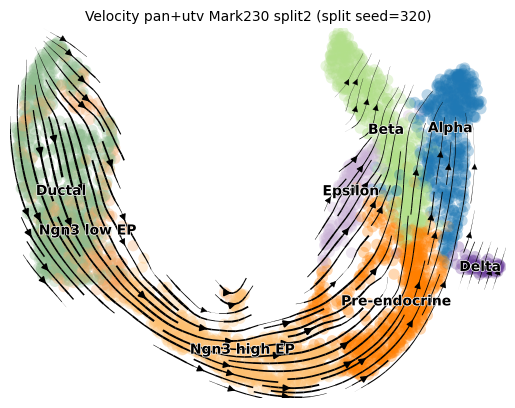 Velocity pan+utv Mark230 split2 (split seed=320)
Beta
Alpha
Ductal
Epsilon
Ngn3 low EP
Delta
Pre-endocrine
Ngn3 high EP